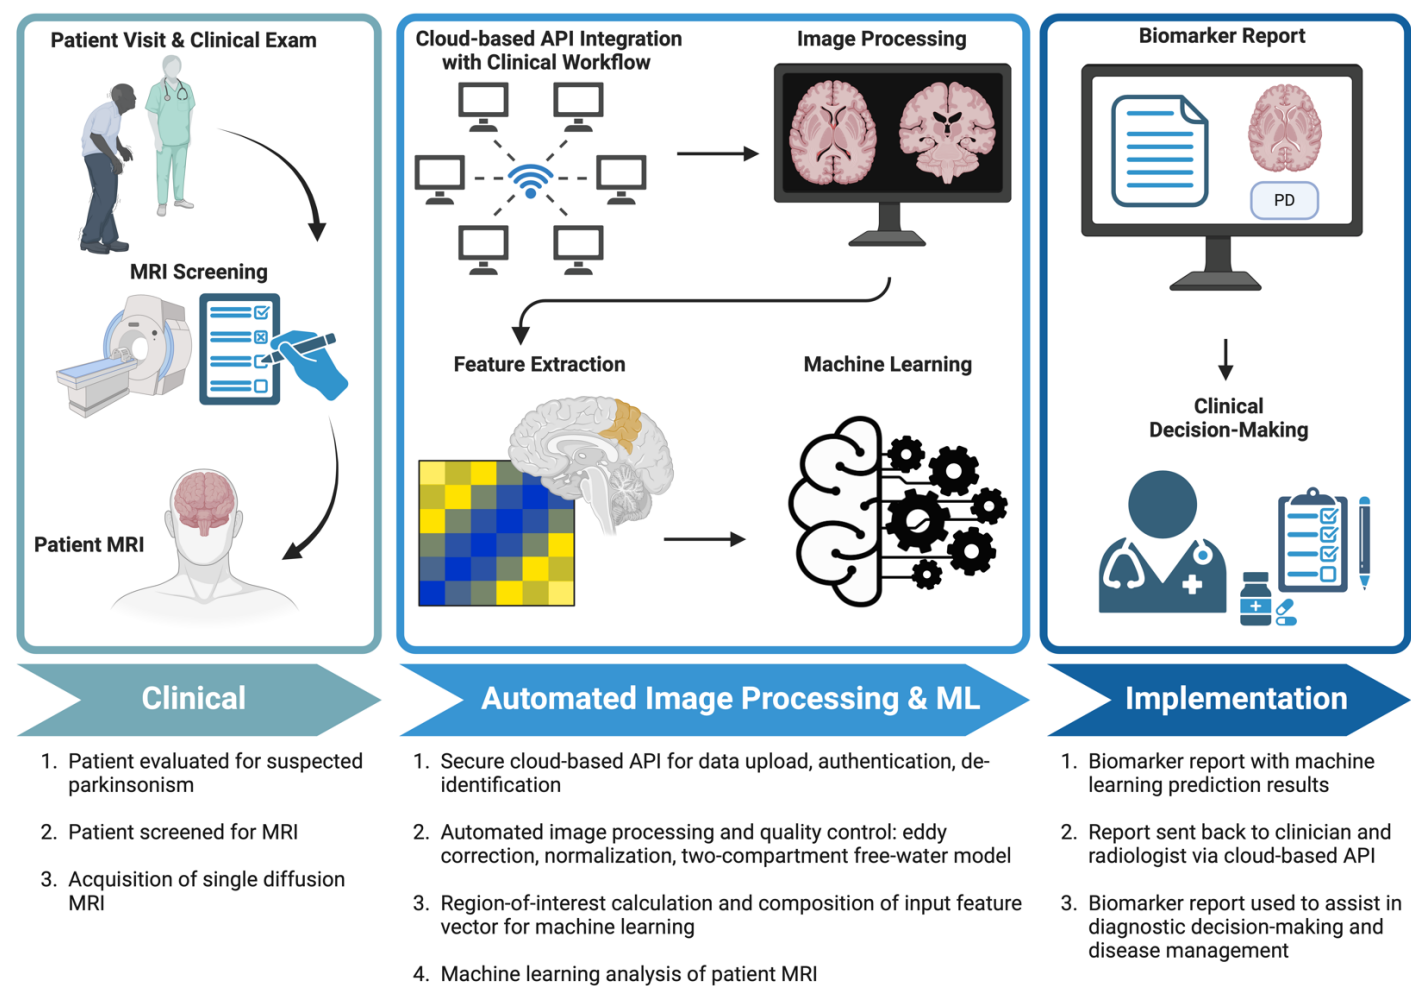 Patient Visit & Clinical Exam
MRI Screening
Patient MRI
Cloud-based API Integration
with Clinical Workflow
Image Processing
Feature Extraction
Machine Learning
Biomarker Report
PD
Clinical
Decision-Making
Clinical
1. Patient evaluated for suspected
parkinsonism
2. Patient screened for MRI
3. Acquisition of single diffusion
MRI
Automated Image Processing & ML
1. Secure cloud-based API for data upload, authentication, de-
identification
2. Automated image processing and quality control: eddy
correction, normalization, two-compartment free-water model
3. Region-of-interest calculation and composition of input feature
vector for machine learning
4. Machine learning analysis of patient MRI
Implementation
1. Biomarker report with machine
learning prediction results
2. Report sent back to clinician and
radiologist via cloud-based API
3. Biomarker report used to assist in
diagnostic decision-making and
disease management